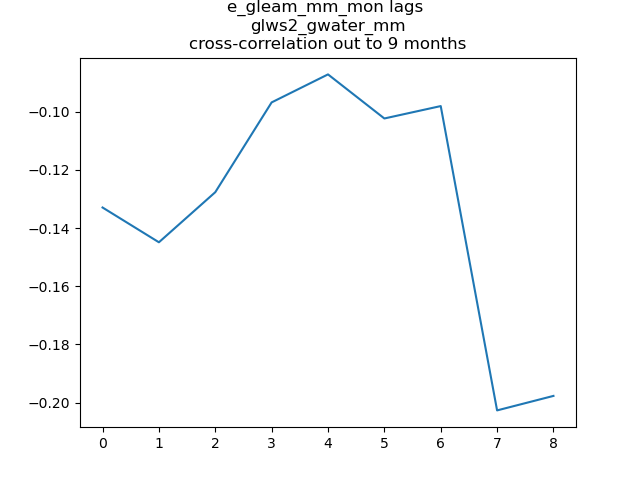 e_gleam_mm_mon lags
glws2_gwater_mm
cross-correlation out to 9 months
−0.10
−0.12
−0.14
−0.16
−0.18
−0.20
0 1 2 3 4 5 6 7 8